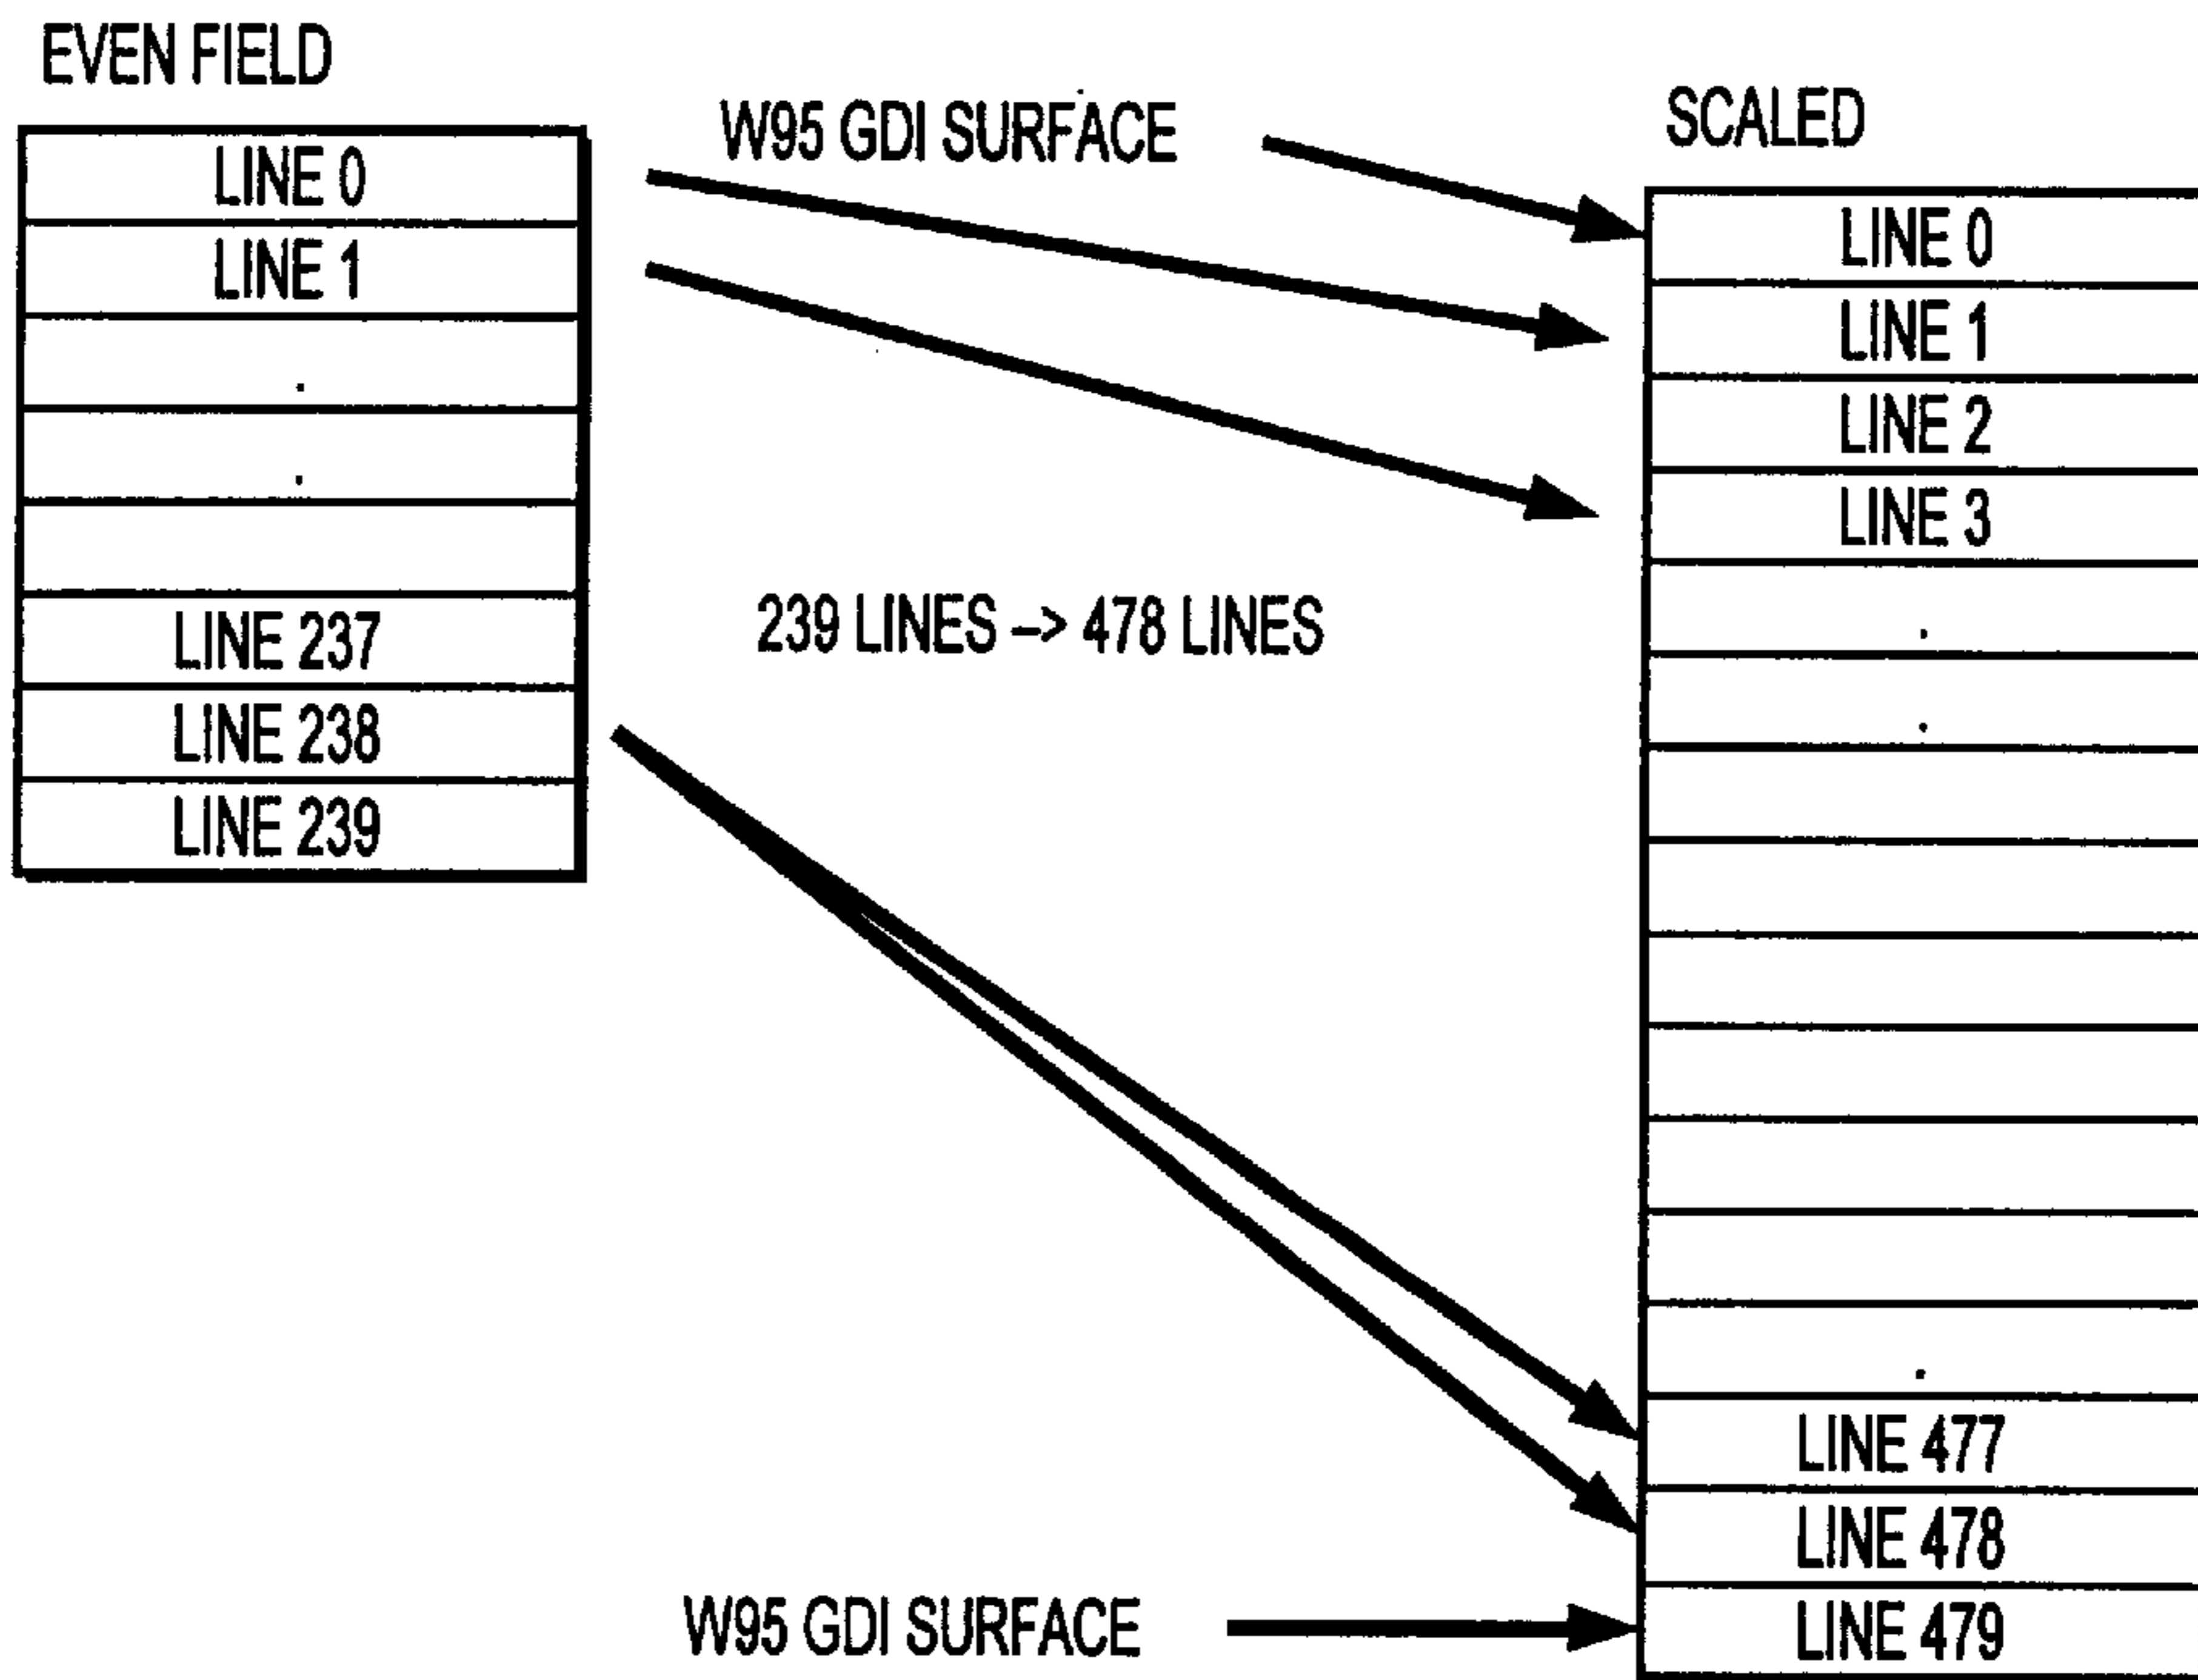 EVEN FIELD
LINE 0
LINE 1
LINE 237
LINE 238
LINE 239
W95 GDI SURFACE
239 LINES –> 478 LINES
W95 GDI SURFACE
SCALED
LINE 0
LINE 1
LINE 2
LINE 3
LINE 477
LINE 478
LINE 479